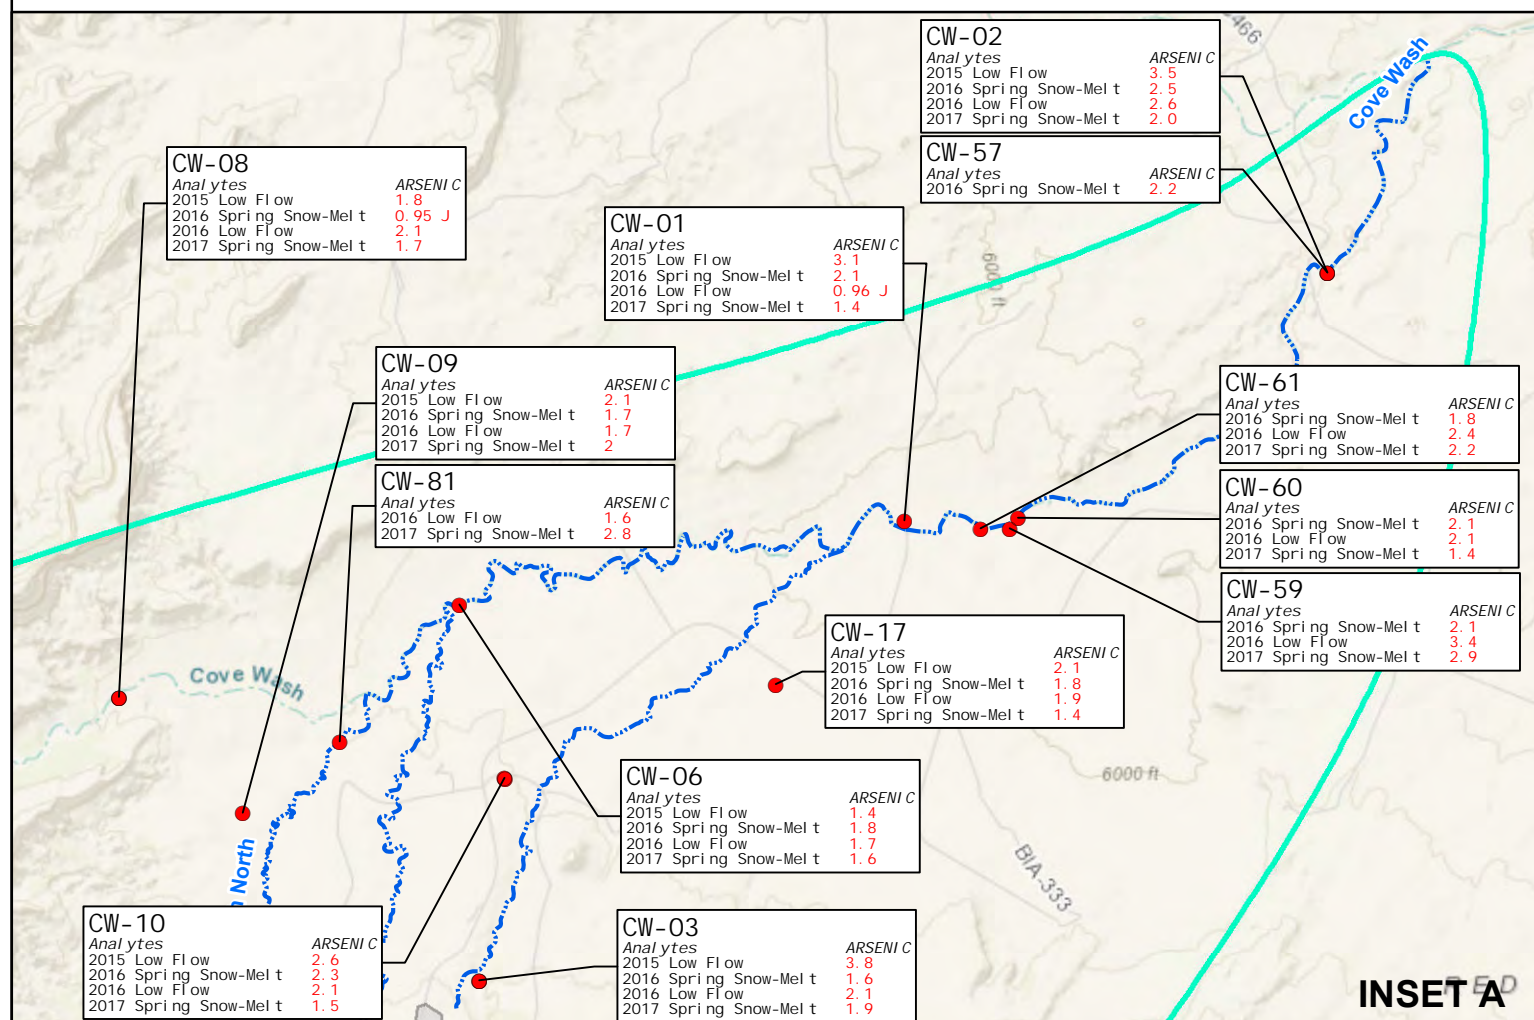 466
CW-02
Analytes ARSENIC
2015 Low Flow 3.5
2016 Spring Snow-Melt 2.5
2016 Low Flow 2.6
2017 Spring Snow-Melt 2.0
Cove Wash
CW-57
Analytes ARSENIC
2016 Spring Snow-Melt 2.2
CW-08
Analytes ARSENIC
2015 Low Flow 1.8
2016 Spring Snow-Melt 0.95 J
2016 Low Flow 2.1
2017 Spring Snow-Melt 1.7
CW-01
Analytes ARSENIC
2015 Low Flow 3.1
2016 Spring Snow-Melt 2.1
2016 Low Flow 0.96 J
2017 Spring Snow-Melt 1.4
6000 ft
CW-09
Analytes ARSENIC
2015 Low Flow 2.1
2016 Spring Snow-Melt 1.7
2016 Low Flow 1.7
2017 Spring Snow-Melt 2
CW-61
Analytes ARSENIC
2016 Spring Snow-Melt 1.8
2016 Low Flow 2.4
2017 Spring Snow-Melt 2.2
CW-81
Analytes ARSENIC
2016 Low Flow 1.6
2017 Spring Snow-Melt 2.8
CW-60
Analytes ARSENIC
2016 Spring Snow-Melt 2.1
2016 Low Flow 2.1
2017 Spring Snow-Melt 1.4
CW-59
Analytes ARSENIC
2016 Spring Snow-Melt 2.1
2016 Low Flow 3.4
2017 Spring Snow-Melt 2.9
CW-17
Analytes ARSENIC
2015 Low Flow 2.1
2016 Spring Snow-Melt 1.8
2016 Low Flow 1.9
2017 Spring Snow-Melt 1.4
Cove Wash
CW-06
Analytes ARSENIC
2015 Low Flow 1.4
2016 Spring Snow-Melt 1.8
2016 Low Flow 1.7
2017 Spring Snow-Melt 1.6
6000 ft
BIA-333
North
CW-10
Analytes ARSENIC
2015 Low Flow 2.6
2016 Spring Snow-Melt 2.3
2016 Low Flow 2.1
2017 Spring Snow-Melt 1.5
CW-03
Analytes ARSENIC
2015 Low Flow 3.8
2016 Spring Snow-Melt 1.6
2016 Low Flow 2.1
2017 Spring Snow-Melt 1.9
RED
INSET A